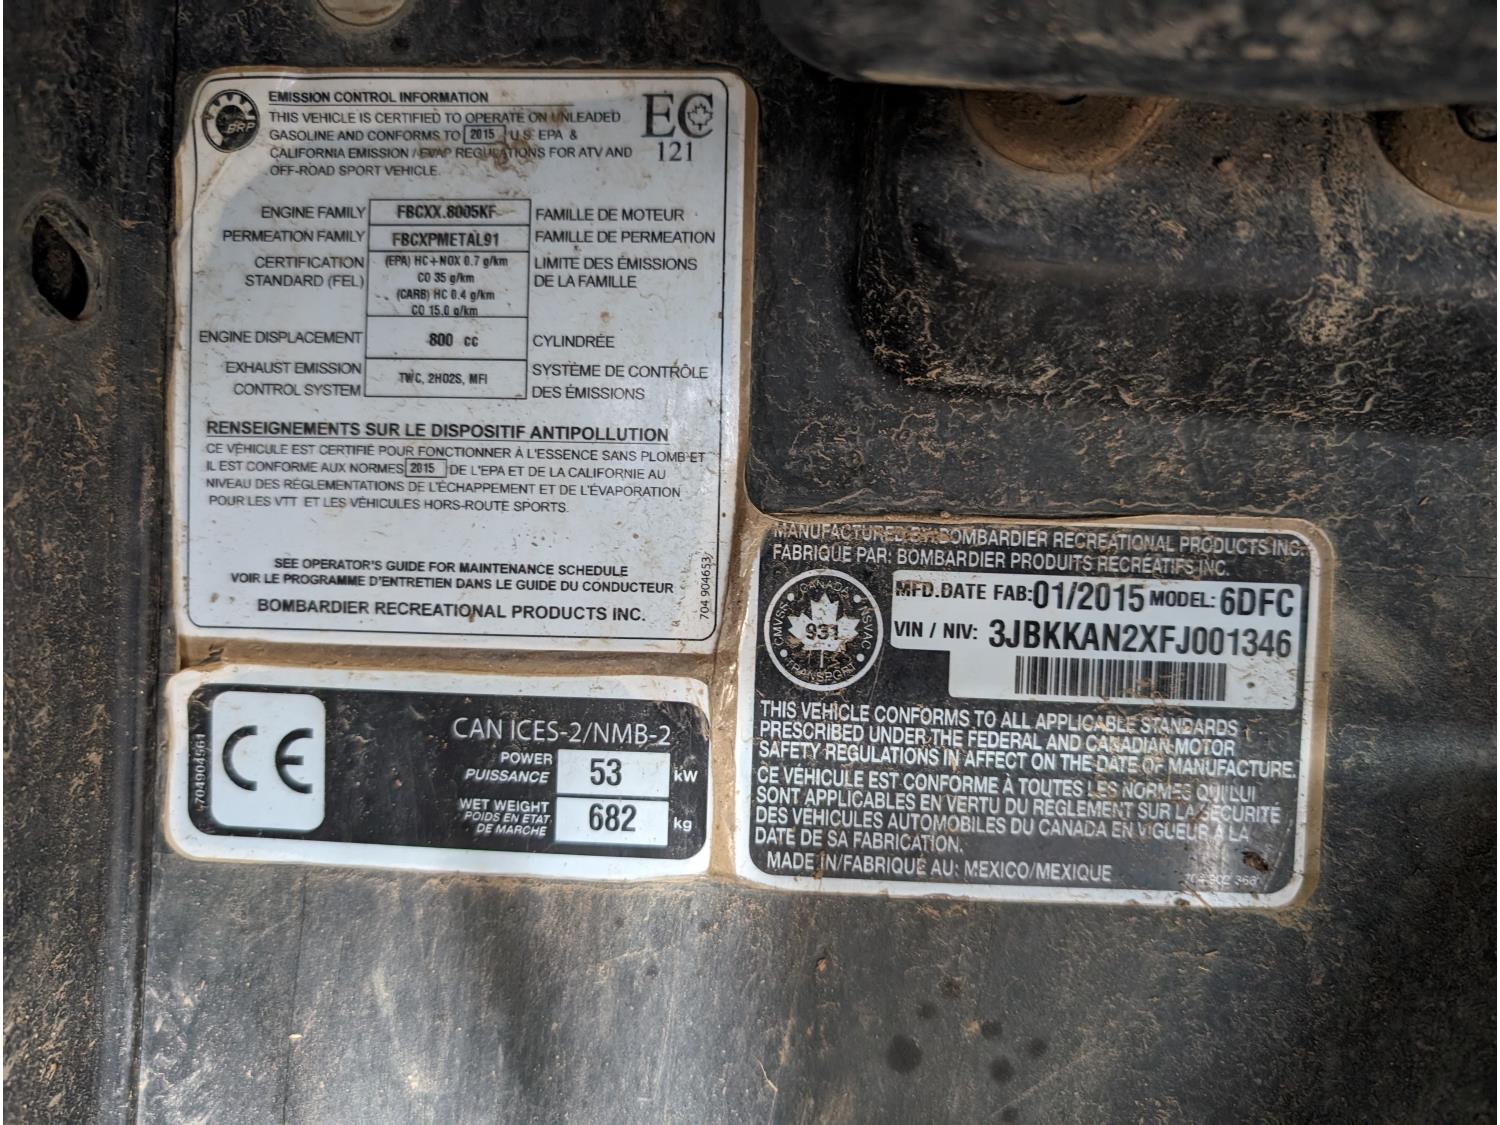 BRP
EMISSION CONTROL INFORMATION
THIS VEHICLE IS CERTIFIED TO OPERATE ON UNLEADED
GASOLINE AND CONFORMS TO 2015 U.S. EPA &
CALIFORNIA EMISSION / EVAP REGULATIONS FOR ATV AND
OFF-ROAD SPORT VEHICLE.
EC
121
ENGINE FAMILY FBCXX.8005KF FAMILLE DE MOTEUR
PERMEATION FAMILY FBCXPMETAL91 FAMILLE DE PERMEATION
CERTIFICATION (EPA) HC+NOX 0.7 g/km LIMITE DES ÉMISSIONS
STANDARD (FEL) CO 35 g/km DE LA FAMILLE
(CARB) HC 0.4 g/km
CO 15.0 g/km
ENGINE DISPLACEMENT 800 cc CYLINDRÉE
EXHAUST EMISSION TWC, 2HO2S, MFI SYSTÈME DE CONTRÔLE
CONTROL SYSTEM DES ÉMISSIONS
RENSEIGNEMENTS SUR LE DISPOSITIF ANTIPOLLUTION
CE VÉHICULE EST CERTIFIÉ POUR FONCTIONNER À L'ESSENCE SANS PLOMB ET
IL EST CONFORME AUX NORMES 2015 DE L'EPA ET DE LA CALIFORNIE AU
NIVEAU DES RÉGLEMENTATIONS DE L'ÉCHAPPEMENT ET DE L'ÉVAPORATION
POUR LES VTT ET LES VÉHICULES HORS-ROUTE SPORTS.
SEE OPERATOR'S GUIDE FOR MAINTENANCE SCHEDULE
VOIR LE PROGRAMME D'ENTRETIEN DANS LE GUIDE DU CONDUCTEUR
BOMBARDIER RECREATIONAL PRODUCTS INC.
704 904653
704904561
CE
CAN ICES-2/NMB-2
POWER
PUISSANCE 53 kW
WET WEIGHT
POIDS EN ETAT
DE MARCHE 682 kg
MANUFACTURED BY: BOMBARDIER RECREATIONAL PRODUCTS INC.
FABRIQUÉ PAR: BOMBARDIER PRODUITS RÉCRÉATIFS INC.
CANADA
CMVSS
NSVAC
931
TRANSPORT
MFD.DATE FAB:01/2015 MODEL: 6DFC
VIN / NIV: 3JBKKAN2XFJ001346
THIS VEHICLE CONFORMS TO ALL APPLICABLE STANDARDS
PRESCRIBED UNDER THE FEDERAL AND CANADIAN MOTOR
SAFETY REGULATIONS IN AFFECT ON THE DATE OF MANUFACTURE.
CE VÉHICULE EST CONFORME À TOUTES LES NORMES QUI LUI
SONT APPLICABLES EN VERTU DU RÈGLEMENT SUR LA SÉCURITÉ
DES VÉHICULES AUTOMOBILES DU CANADA EN VIGUEUR À LA
DATE DE SA FABRICATION.
MADE IN/FABRIQUÉ AU: MEXICO/MEXIQUE
704 902 368